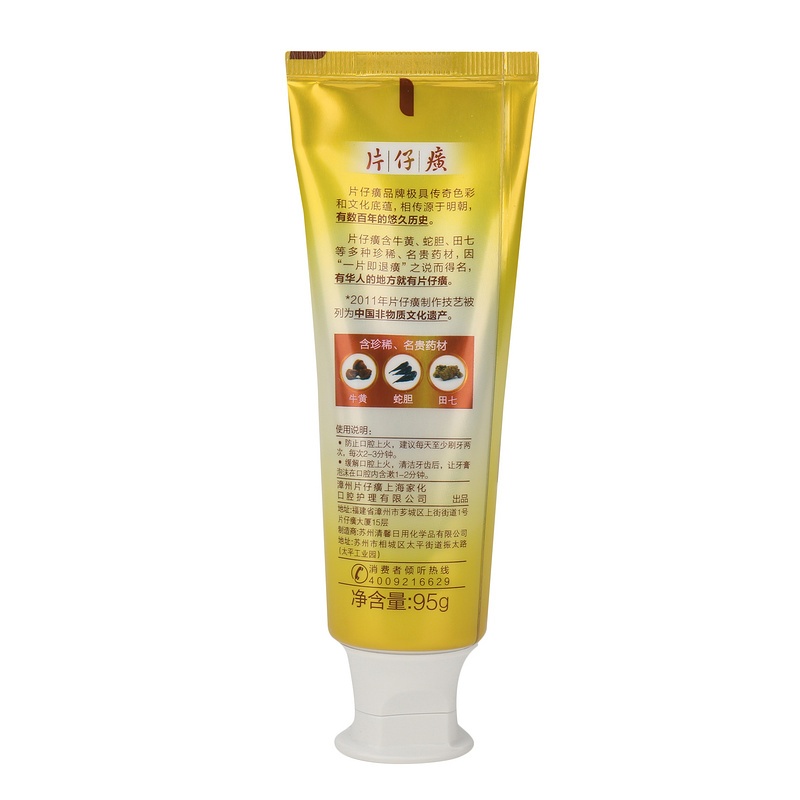 片仔癀
片仔癀品牌极具传奇色彩
和文化底蕴，相传源于明朝，
有数百年的悠久历史。
片仔癀含牛黄、蛇胆、田七
等多种珍稀、名贵药材，因
“一片即退癀”之说而得名，
有华人的地方就有片仔癀。
*2011年片仔癀制作技艺被
列为中国非物质文化遗产。
含珍稀、名贵药材
牛黄 蛇胆 田七
使用说明：
• 防止口腔上火，建议每天至少刷牙两
次，每次2-3分钟。
• 缓解口腔上火，清洁牙齿后，让牙膏
泡沫在口腔内含漱1-2分钟。
漳州片仔癀上海家化
口腔护理有限公司 出品
地址:福建省漳州市芗城区上街街道1号
片仔癀大厦15层
制造商:苏州清馨日用化学品有限公司
地址:苏州市相城区太平街道振太路
(太平工业园)
消费者倾听热线
4009216629
净含量:95g